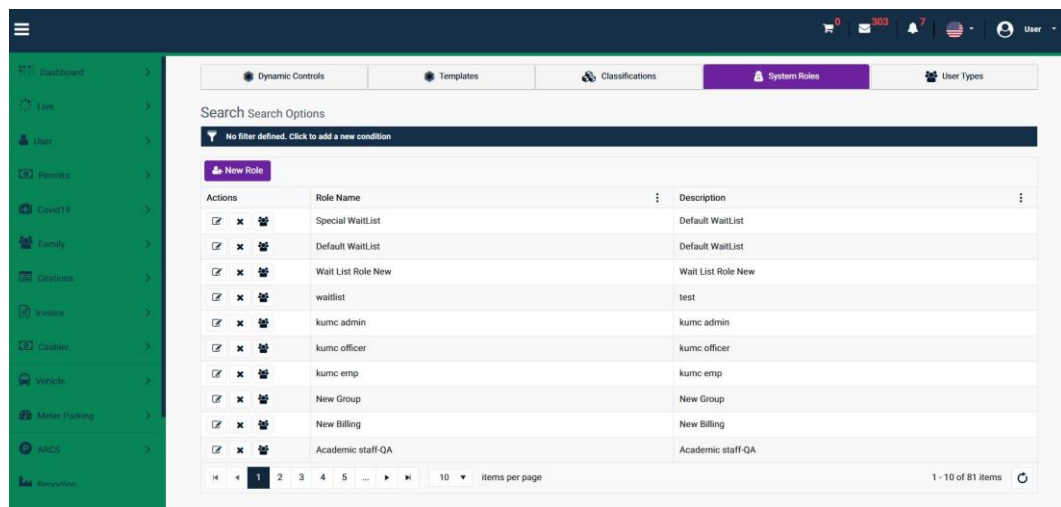 0 303 7 User
Dashboard
Live
User
Permits
Covid19
Family
Citations
Invoice
Cashier
Vehicle
Meter Parking
ARCS
Reporting
Dynamic Controls Templates Classifications System Roles User Types
Search Search Options
No filter defined. Click to add a new condition
New Role
Actions Role Name Description
Special WaitList Default WaitList
Default WaitList Default WaitList
Wait List Role New Wait List Role New
waitlist test
kumc admin kumc admin
kumc officer kumc officer
kumc emp kumc emp
New Group New Group
New Billing New Billing
Academic staff-QA Academic staff-QA
1 2 3 4 5 ... 10 items per page 1 - 10 of 81 items